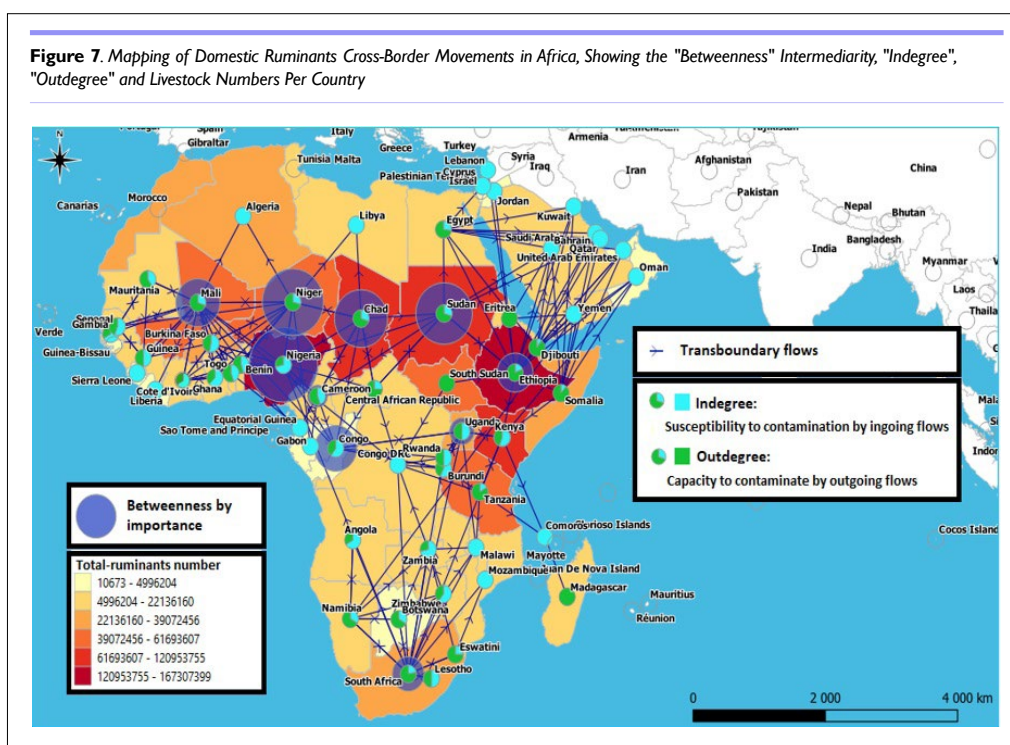 Figure 7. Mapping of Domestic Ruminants Cross-Border Movements in Africa, Showing the "Betweenness" Intermediarity, "Indegree",
"Outdegree" and Livestock Numbers Per Country
N
Spain
Gibraltar
Italy
Greece
Turkey
Armenia
Tunisia Malta
Lebanon
Cyprus
Israel
Syria
Iraq
Iran
Afghanistan
China
Pakistan
Jordan
Canarias
Morocco
Algeria
Libya
Egypt
Kuwait
Nepal
Bhutan
Bahrain
Qatar
United Arab Emirates
Bangladesh
India
Myanmar
Oman
Laos
Mauritania
Mali
Niger
Chad
Sudan
Eritrea
Yemen
Verde
Gambia
Burkina Faso
Guinea-Bissau
Guinea
Togo
Benin
Nigeria
Djibouti
Sierra Leone
Cote d'Ivoire
Ghana
Liberia
Cameroon
South Sudan
Ethiopia
Central African Republic
Somalia
Equatorial Guinea
Sao Tome and Principe
Gabon
Congo
Congo DRC
Uganda
Kenya
Rwanda
Burundi
Tanzania
Angola
Zambia
Malawi
Mayotte
Mozambique
Juan De Nova Island
Cocos Island
Namibia
Zimbabwe
Botswana
Madagascar
Mauritius
Réunion
Eswatini
South Africa
Lesotho
Transboundary flows
Indegree:
Susceptibility to contamination by ingoing flows
Outdegree:
Capacity to contaminate by outgoing flows
Betweenness by
importance
Total-ruminants number
10673 - 4996204
4996204 - 22136160
22136160 - 39072456
39072456 - 61693607
61693607 - 120953755
120953755 - 167307399
0
2 000
4 000 km